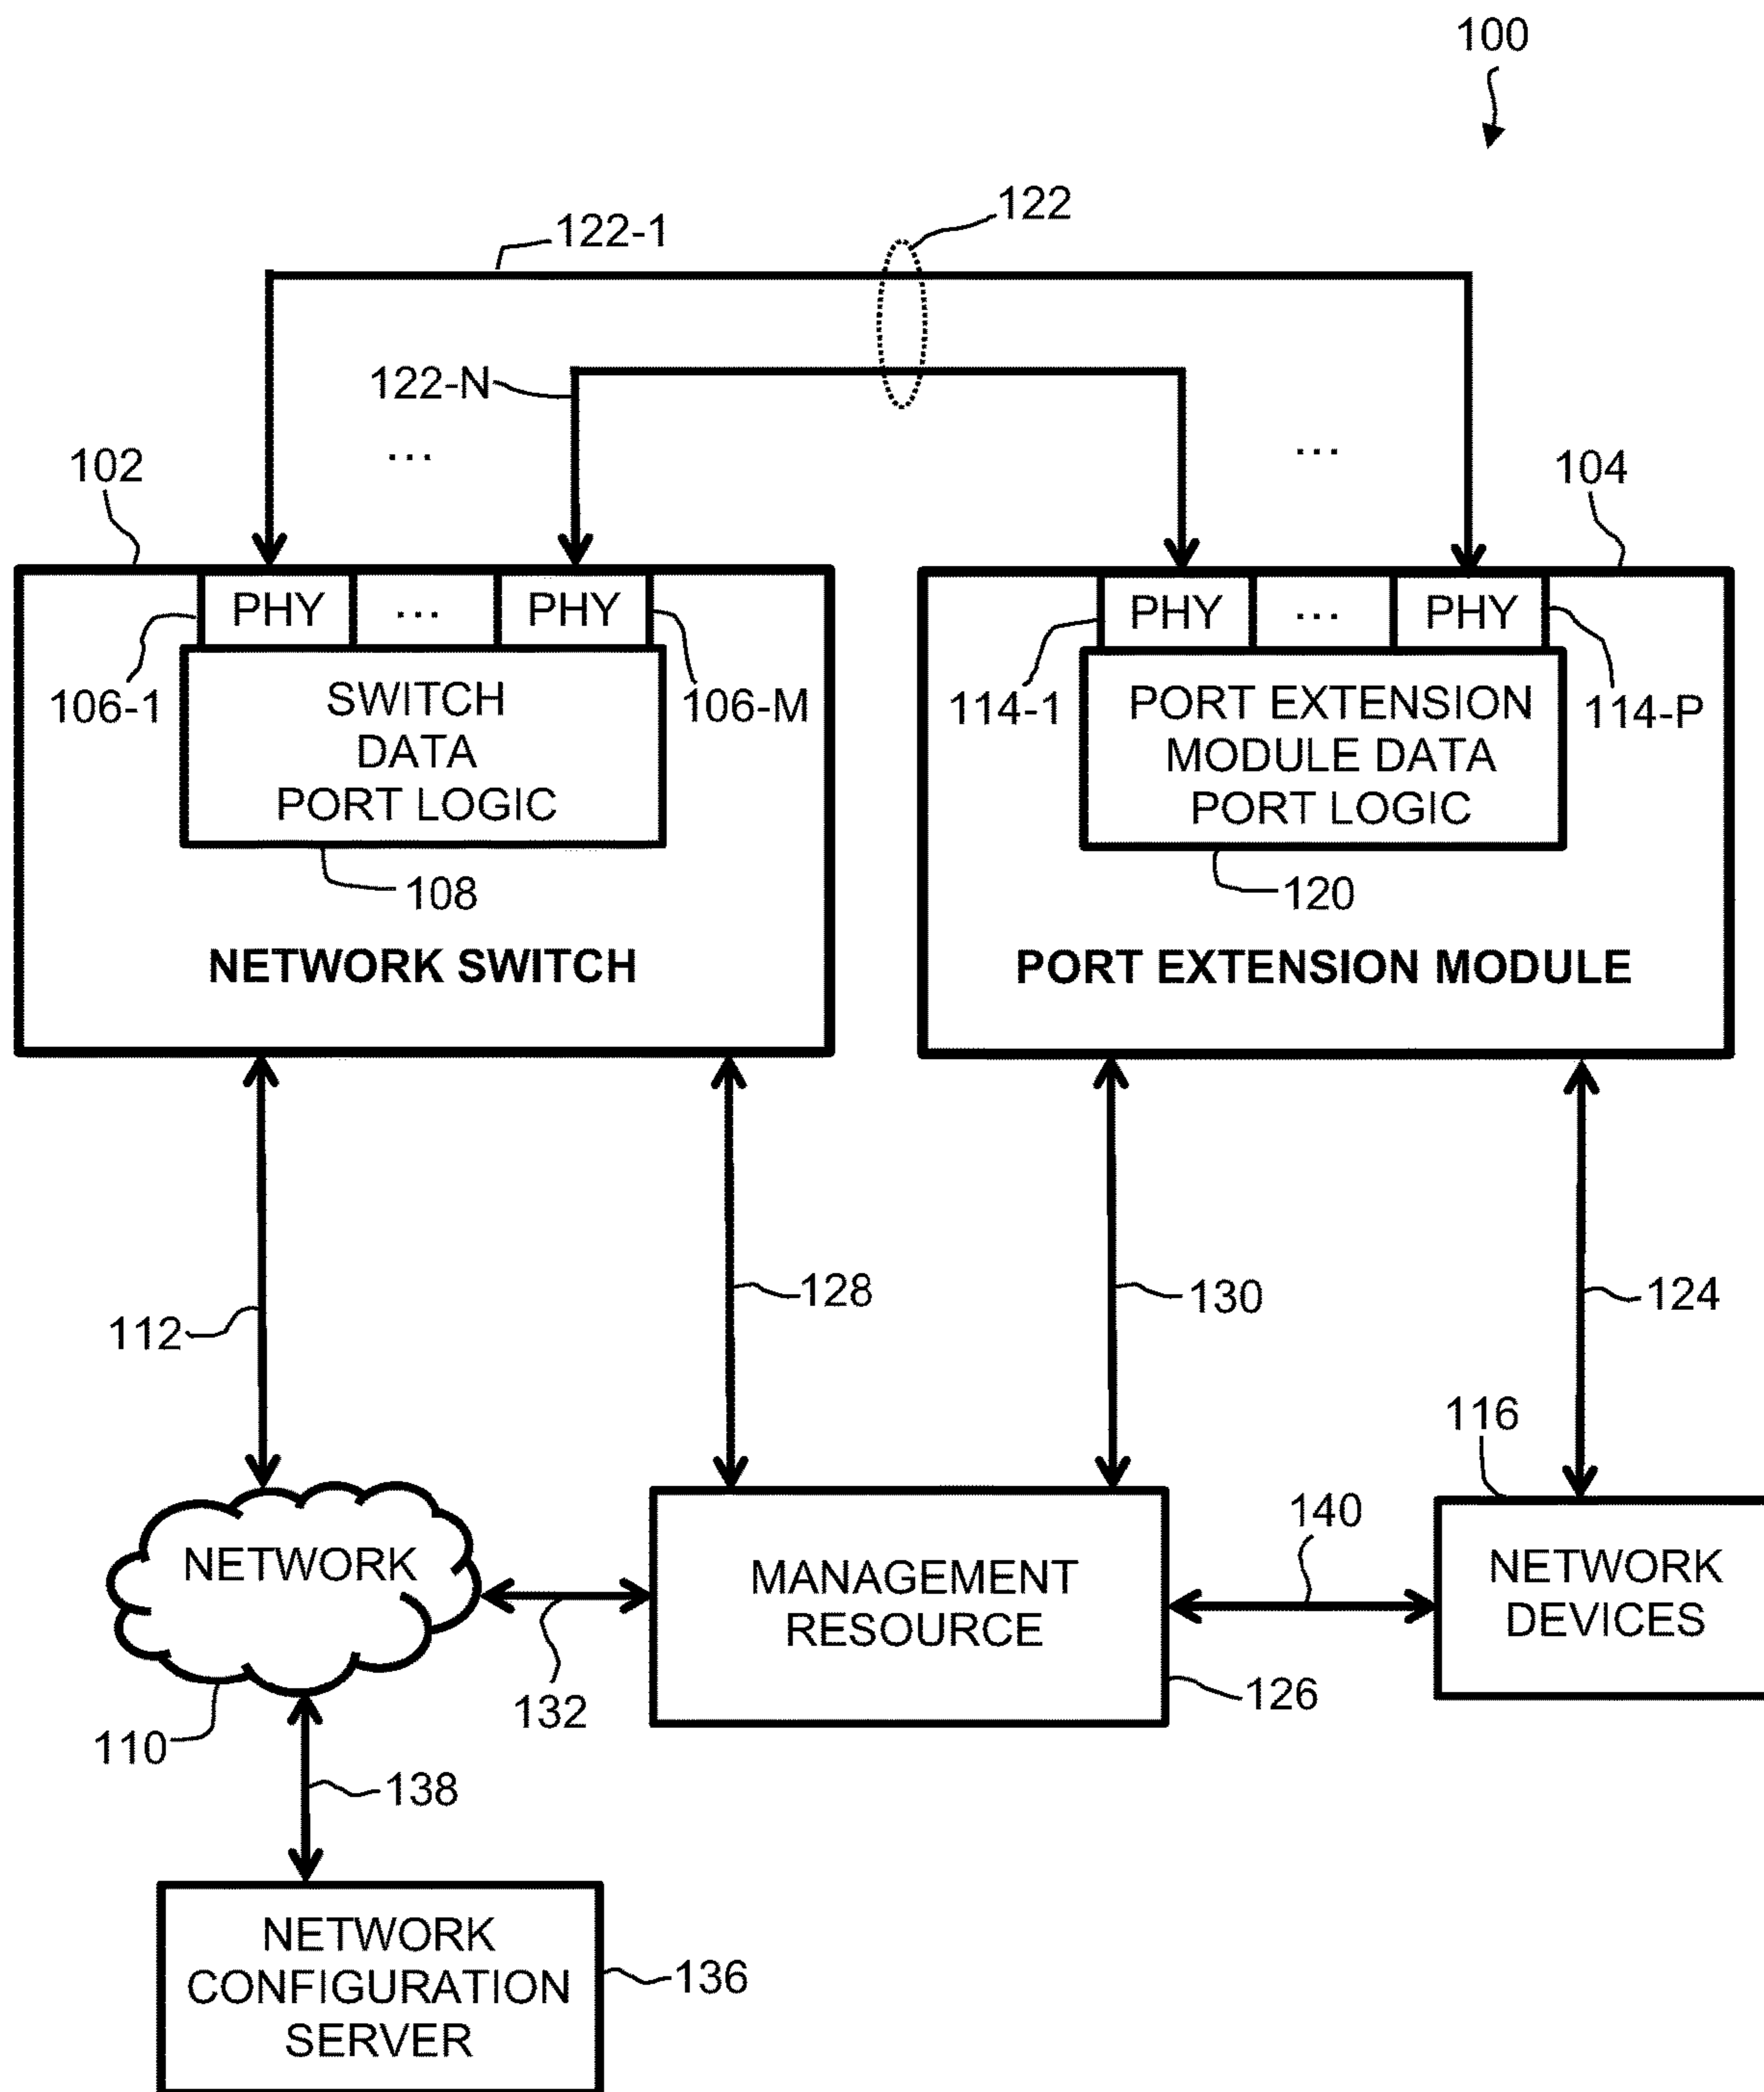 100
122
122-1
122-N
...
...
102
104
PHY
...
PHY
PHY
...
PHY
106-1
106-M
114-1
114-P
SWITCH
DATA
PORT LOGIC
PORT EXTENSION
MODULE DATA
PORT LOGIC
108
120
NETWORK SWITCH
PORT EXTENSION MODULE
112
128
130
124
116
140
NETWORK
MANAGEMENT
RESOURCE
NETWORK
DEVICES
132
126
110
138
NETWORK
CONFIGURATION
SERVER
136